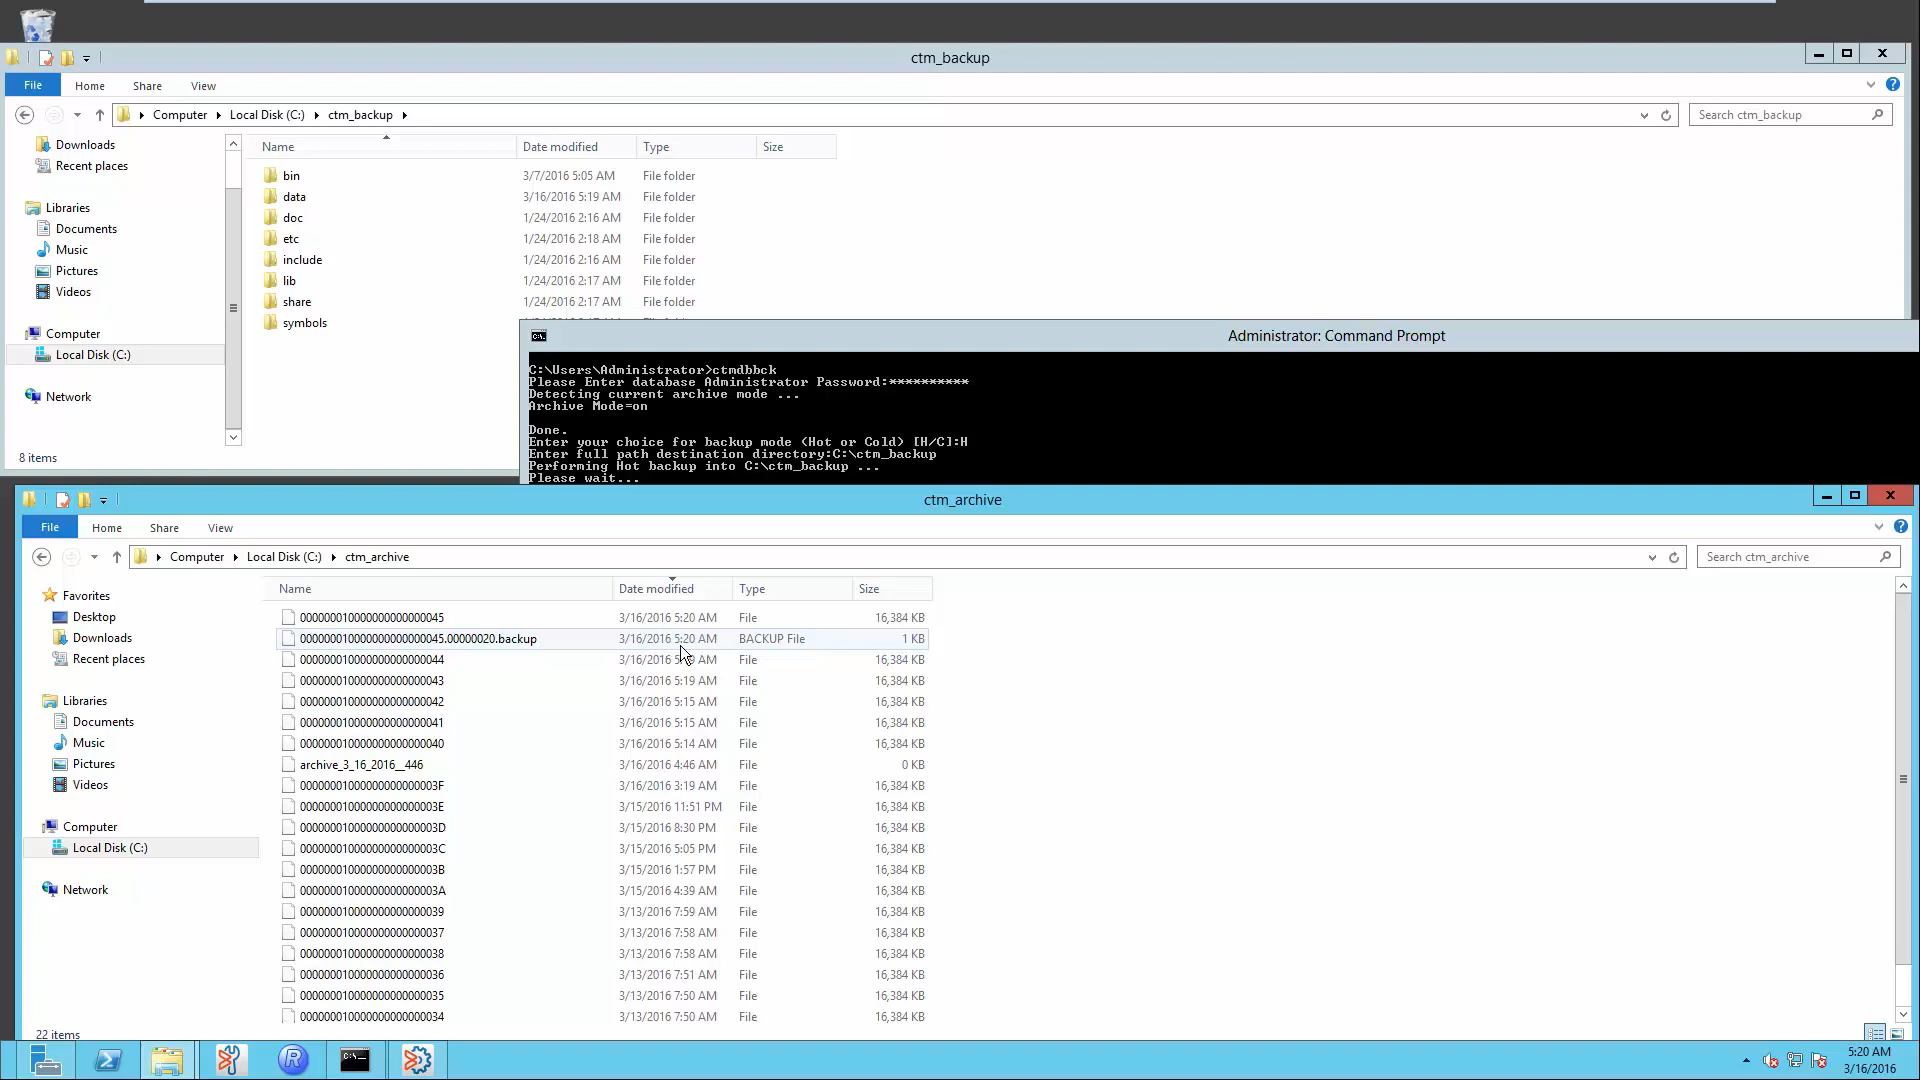 ctm_backup
File Home Share View
Computer Local Disk (C:) ctm_backup
Search ctm_backup
Downloads
Recent places
Libraries
Documents
Music
Pictures
Videos
Computer
Local Disk (C:)
Network
Name Date modified Type Size
bin 3/7/2016 5:05 AM File folder
data 3/16/2016 5:19 AM File folder
doc 1/24/2016 2:16 AM File folder
etc 1/24/2016 2:18 AM File folder
include 1/24/2016 2:16 AM File folder
lib 1/24/2016 2:17 AM File folder
share 1/24/2016 2:17 AM File folder
symbols
8 items
Administrator: Command Prompt
C:\Users\Administrator>ctmdbbck
Please Enter database Administrator Password:**********
Detecting current archive mode ...
Archive Mode=on
Done.
Enter your choice for backup mode (Hot or Cold) [H/C]:H
Enter full path destination directory:C:\ctm_backup
Performing Hot backup into C:\ctm_backup ...
Please wait...
ctm_archive
File Home Share View
Computer Local Disk (C:) ctm_archive
Search ctm_archive
Favorites
Desktop
Downloads
Recent places
Libraries
Documents
Music
Pictures
Videos
Computer
Local Disk (C:)
Network
Name Date modified Type Size
000000010000000000000045 3/16/2016 5:20 AM File 16,384 KB
000000010000000000000045.00000020.backup 3/16/2016 5:20 AM BACKUP File 1 KB
000000010000000000000044 3/16/2016 AM File 16,384 KB
000000010000000000000043 3/16/2016 5:19 AM File 16,384 KB
000000010000000000000042 3/16/2016 5:15 AM File 16,384 KB
000000010000000000000041 3/16/2016 5:15 AM File 16,384 KB
000000010000000000000040 3/16/2016 5:14 AM File 16,384 KB
archive_3_16_2016__446 3/16/2016 4:46 AM File 0 KB
00000001000000000000003F 3/16/2016 3:19 AM File 16,384 KB
00000001000000000000003E 3/15/2016 11:51 PM File 16,384 KB
00000001000000000000003D 3/15/2016 8:30 PM File 16,384 KB
00000001000000000000003C 3/15/2016 5:05 PM File 16,384 KB
00000001000000000000003B 3/15/2016 1:57 PM File 16,384 KB
00000001000000000000003A 3/15/2016 4:39 AM File 16,384 KB
000000010000000000000039 3/13/2016 7:59 AM File 16,384 KB
000000010000000000000037 3/13/2016 7:58 AM File 16,384 KB
000000010000000000000038 3/13/2016 7:58 AM File 16,384 KB
000000010000000000000036 3/13/2016 7:51 AM File 16,384 KB
000000010000000000000035 3/13/2016 7:50 AM File 16,384 KB
000000010000000000000034 3/13/2016 7:50 AM File 16,384 KB
22 items
5:20 AM
3/16/2016